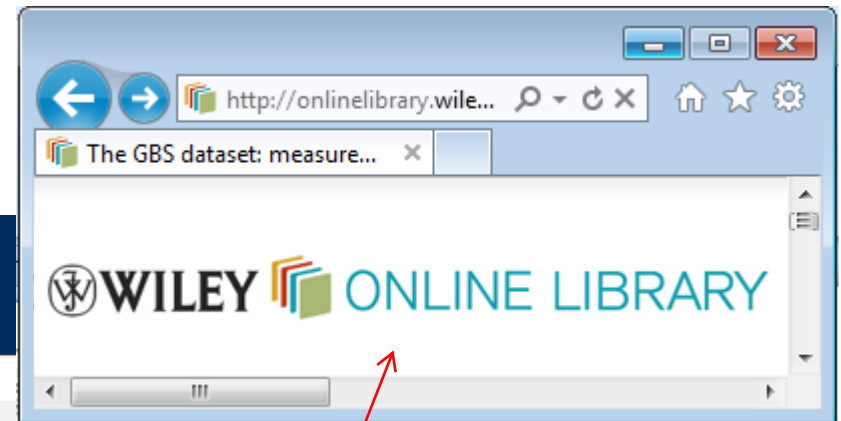 http://onlinelibrary.wile...
The GBS dataset: measure...
WILEY ONLINE LIBRARY